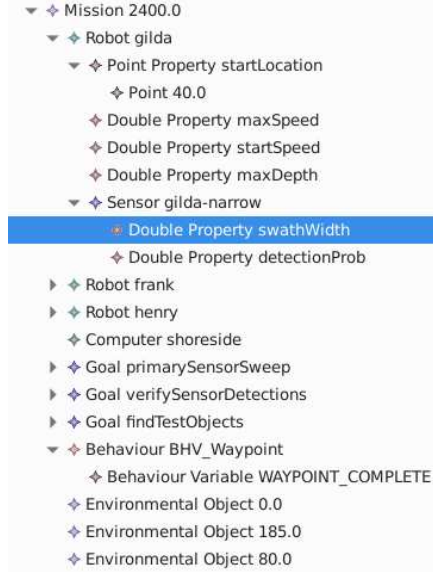 Mission 2400.0
Robot gilda
Point Property startLocation
Point 40.0
Double Property maxSpeed
Double Property startSpeed
Double Property maxDepth
Sensor gilda-narrow
Double Property swathWidth
Double Property detectionProb
Robot frank
Robot henry
Computer shoreside
Goal primarySensorSweep
Goal verifySensorDetections
Goal findTestObjects
Behaviour BHV_Waypoint
Behaviour Variable WAYPOINT_COMPLETE
Environmental Object 0.0
Environmental Object 185.0
Environmental Object 80.0